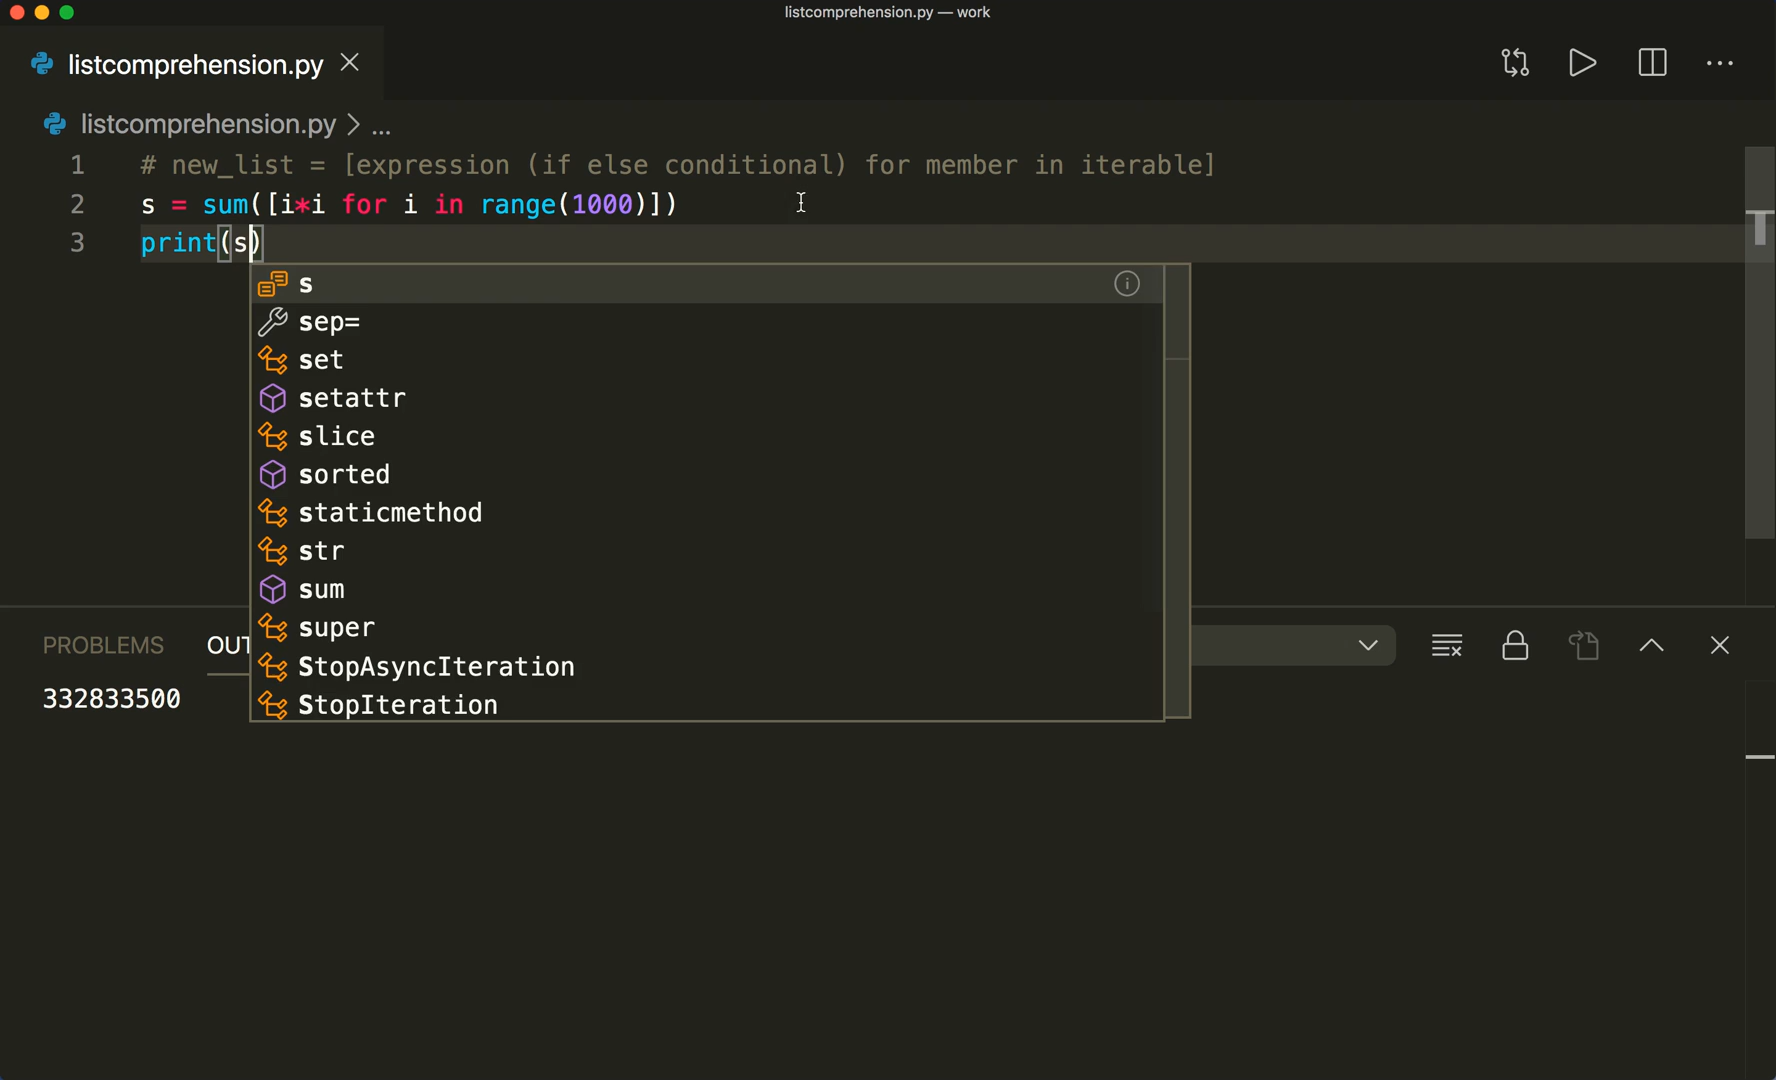 listcomprehension.py — work
listcomprehension.py
listcomprehension.py > ...
1 # new_list = [expression (if else conditional) for member in iterable]
2 s = sum([i*i for i in range(1000)])
3 print(s)
s
sep=
set
setattr
slice
sorted
staticmethod
str
sum
super
StopAsyncIteration
StopIteration
PROBLEMS OUT
332833500